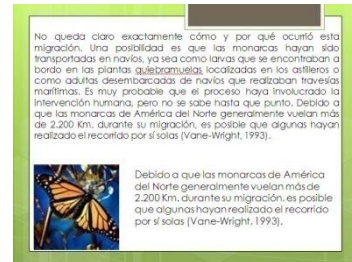 No queda claro exactamente cómo y por qué ocurrió esta
migración. Una posibilidad es que las monarcas hayan sido
transportadas en navíos, ya sea como larvas que se encontraban a
bordo en las plantas quiebramuelas localizadas en los astilleros o
como adultas desembarcadas de navíos que realizaban travesías
marítimas. Es muy probable que el proceso haya involucrado la
intervención humana, pero no se sabe hasta que punto. Debido a
que las monarcas de América del Norte generalmente vuelan más
de 2.200 Km. durante su migración, es posible que algunas hayan
realizado el recorrido por sí solas (Vane-Wright, 1993).
Debido a que las monarcas de América
del Norte generalmente vuelan más de
2.200 Km. durante su migración, es posible
que algunas hayan realizado el recorrido
por sí solas (Vane-Wright, 1993).